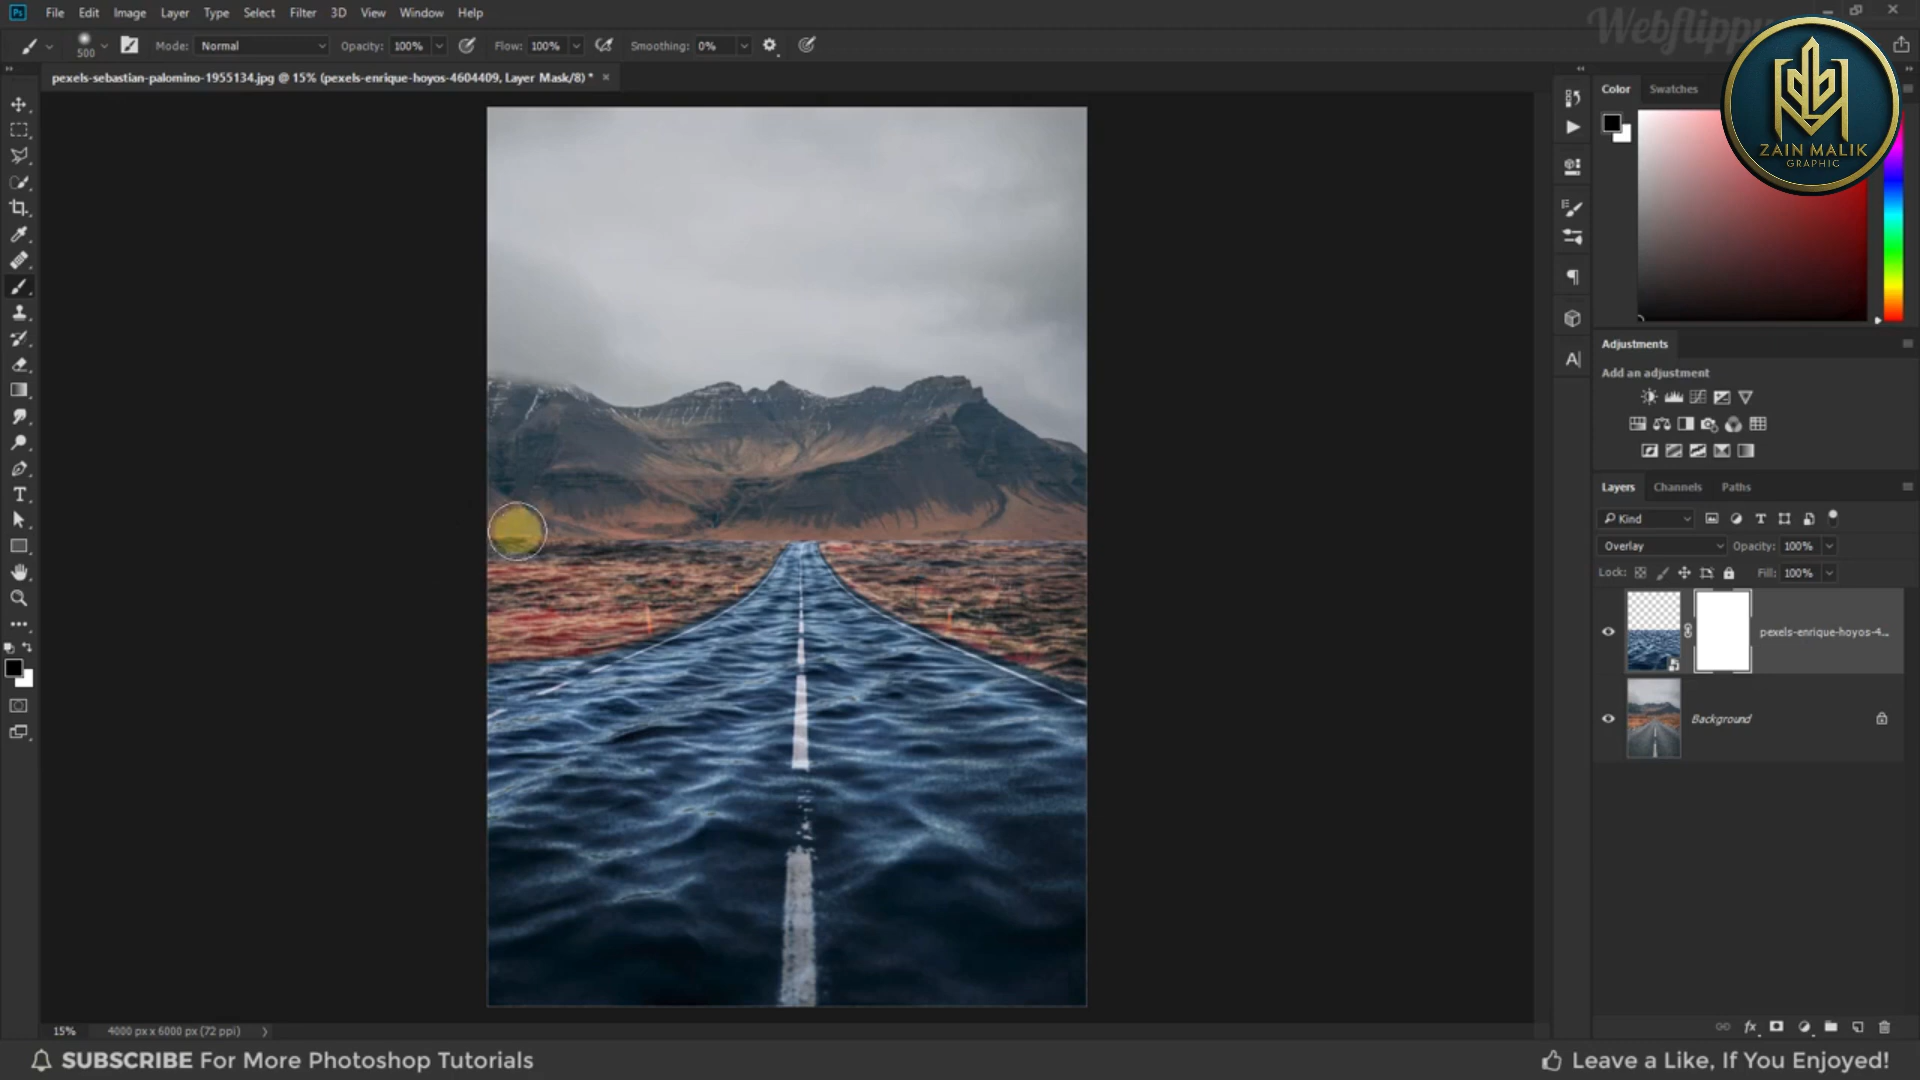 Ps File Edit Image Layer Type Select Filter 3D View Window Help
Webflippy
500 Mode: Normal Opacity: 100% Flow: 100% Smoothing: 0%
pexels-sebastian-palomino-1955134.jpg @ 15% (pexels-enrique-hoyos-4604409, Layer Mask/8) *
Color Swatches
ZAIN MALIK
GRAPHIC
Adjustments
Add an adjustment
Layers Channels Paths
Kind
Overlay Opacity: 100%
Lock: Fill: 100%
pexels-enrique-hoyos-4...
Background
15% 4000 px x 6000 px (72 ppi)
SUBSCRIBE For More Photoshop Tutorials
Leave a Like, If You Enjoyed!